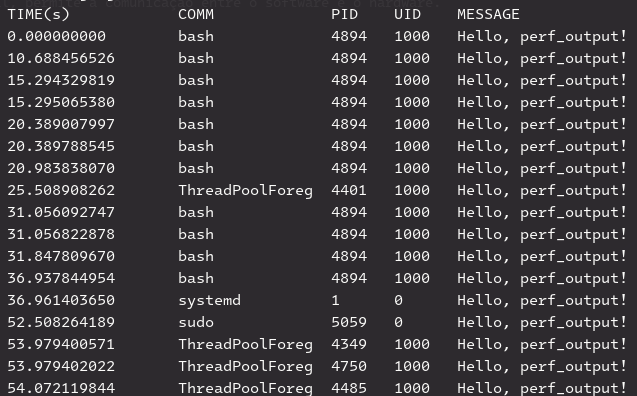 permite a comunicação entre o software e o hardware.
TIME(s) COMM PID UID MESSAGE
0.000000000 bash 4894 1000 Hello, perf_output!
10.688456526 bash 4894 1000 Hello, perf_output!
15.294329819 bash 4894 1000 Hello, perf_output!
15.295065380 bash 4894 1000 Hello, perf_output!
20.389007997 bash 4894 1000 Hello, perf_output!
20.389788545 bash 4894 1000 Hello, perf_output!
20.983838070 bash 4894 1000 Hello, perf_output!
25.508908262 ThreadPoolForeg 4401 1000 Hello, perf_output!
31.056092747 bash 4894 1000 Hello, perf_output!
31.056822878 bash 4894 1000 Hello, perf_output!
31.847809670 bash 4894 1000 Hello, perf_output!
36.937844954 bash 4894 1000 Hello, perf_output!
36.961403650 systemd 1 0 Hello, perf_output!
52.508264189 sudo 5059 0 Hello, perf_output!
53.979400571 ThreadPoolForeg 4349 1000 Hello, perf_output!
53.979402022 ThreadPoolForeg 4750 1000 Hello, perf_output!
54.072119844 ThreadPoolForeg 4485 1000 Hello, perf_output!